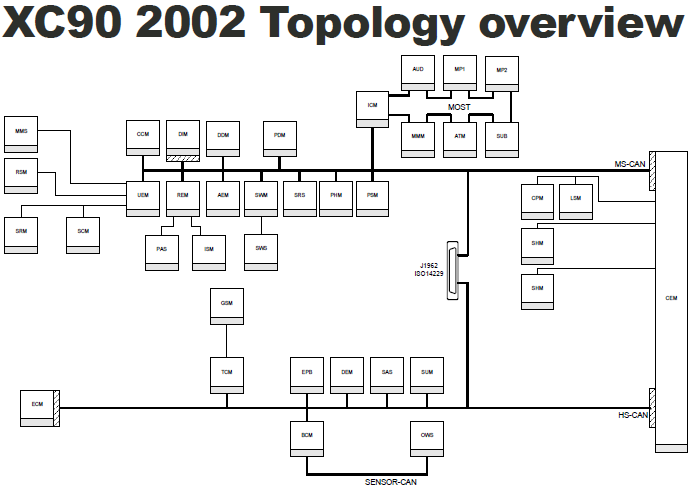 XC90 2002 Topology overview
AUD
MP1
MP2
ICM
MOST
MMS
CCM
DIM
DDM
PDM
MMM
ATM
SUB
MS-CAN
RSM
UEM
REM
AEM
SWM
SRS
PHM
PSM
CPM
LSM
SRM
SCM
PAS
ISM
SWS
SHM
J1962
ISO14229
SHM
CEM
GSM
TCM
EPB
DEM
SAS
SUM
ECM
HS-CAN
BCM
OWS
SENSOR-CAN